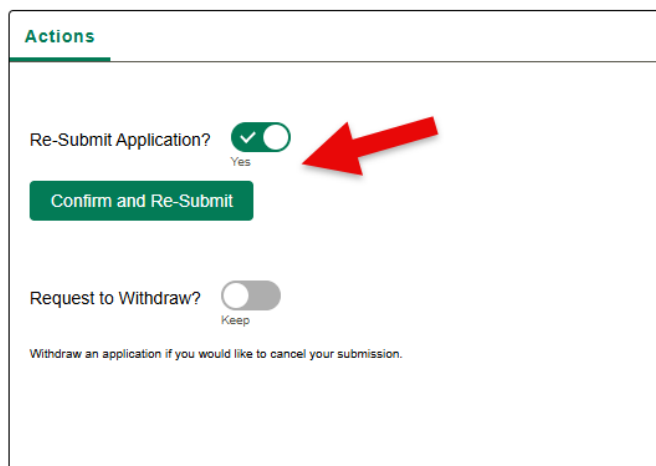 Actions
Re-Submit Application?
Yes
Confirm and Re-Submit
Request to Withdraw?
Keep
Withdraw an application if you would like to cancel your submission.